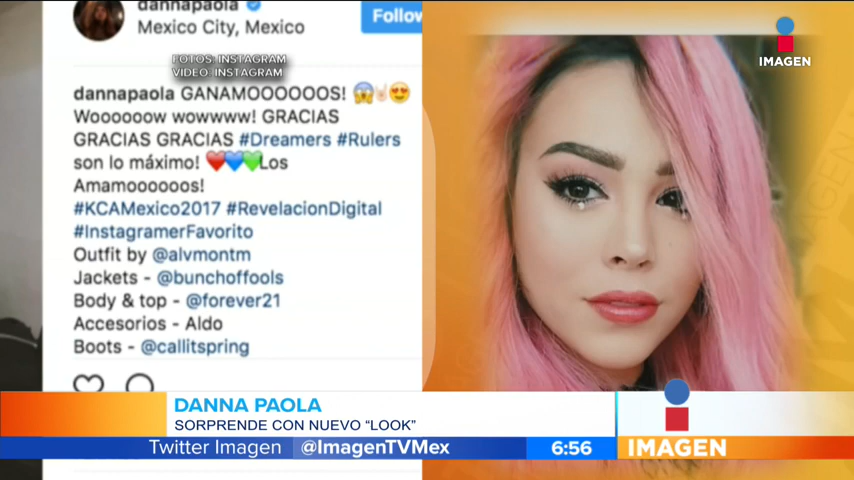 dannapaola
Mexico City, Mexico
Follow
FOTOS: INSTAGRAM
VIDEO: INSTAGRAM
dannapaola GANAMOOOOOOS! 😱🤘🏻😍
Woooooow wowwww! GRACIAS
GRACIAS GRACIAS #Dreamers #Rulers
son lo máximo! ❤️💙💚Los
Amamoooooos!
#KCAMexico2017 #RevelacionDigital
#InstagramerFavorito
Outfit by @alvmontm
Jackets - @bunchoffools
Body & top - @forever21
Accesorios - Aldo
Boots - @callitspring
IMAGEN
DANNA PAOLA
SORPRENDE CON NUEVO “LOOK”
Twitter Imagen @ImagenTVMex
6:56
IMAGEN